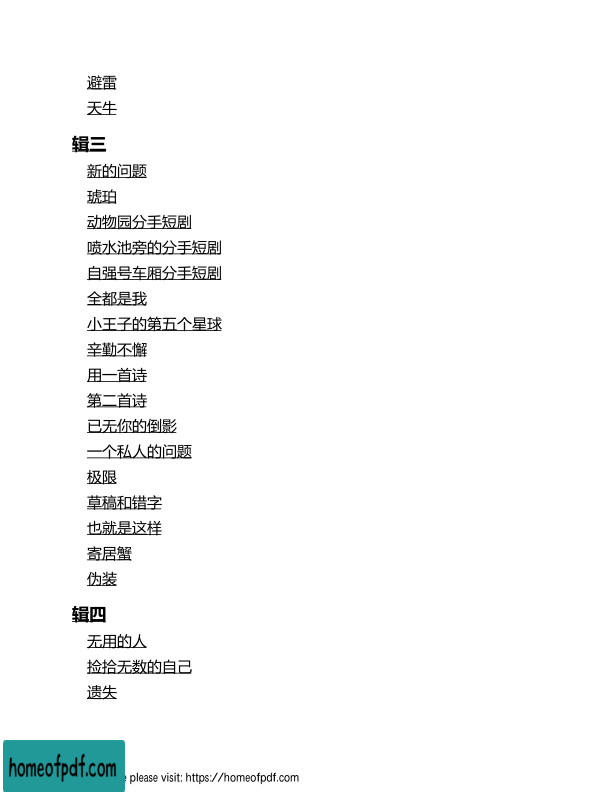 避雷
天牛
辑三
新的问题
琥珀
动物园分手短剧
喷水池旁的分手短剧
自强号车厢分手短剧
全都是我
小王子的第五个星球
辛勤不懈
用一首诗
第二首诗
已无你的倒影
一个私人的问题
极限
草稿和错字
也就是这样
寄居蟹
伪装
辑四
无用的人
捡拾无数的自己
遗失
homeofpdf.com please visit: https://homeofpdf.com